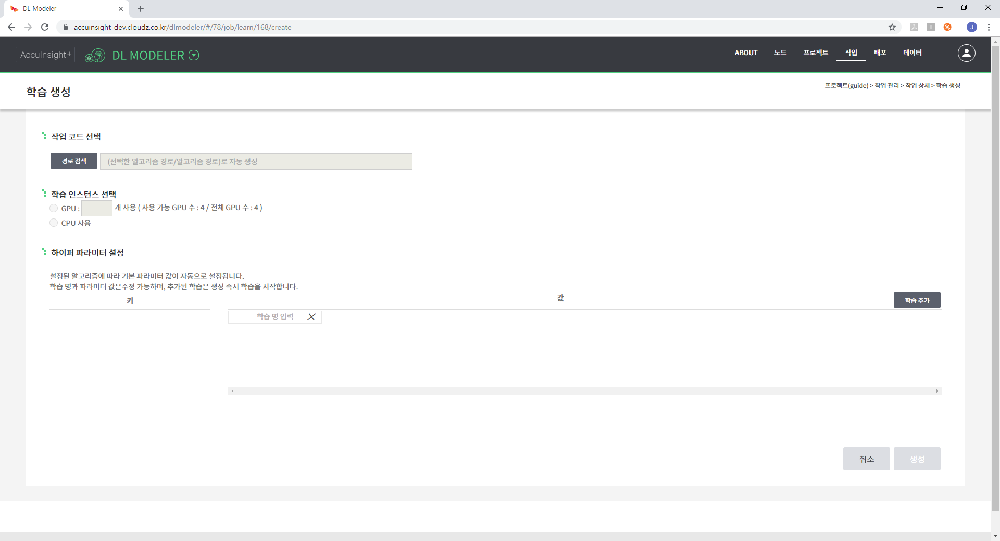 DL Modeler
accuinsight-dev.cloudz.co.kr/dlmodeler/#/78/job/learn/168/create
J
AccuInsight+
DL MODELER
ABOUT
노드
프로젝트
작업
배포
데이터
학습 생성
프로젝트(guide) > 작업 관리 > 작업 상세 > 학습 생성
작업 코드 선택
경로 검색
(선택한 알고리즘 경로/알고리즘 경로)로 자동 생성
학습 인스턴스 선택
GPU : 개 사용 ( 사용 가능 GPU 수 : 4 / 전체 GPU 수 : 4 )
CPU 사용
하이퍼 파라미터 설정
설정된 알고리즘에 따라 기본 파라미터 값이 자동으로 설정됩니다.
학습 명과 파라미터 값은수정 가능하며, 추가된 학습은 생성 즉시 학습을 시작합니다.
키
값
학습 추가
학습 명 입력
취소
생성